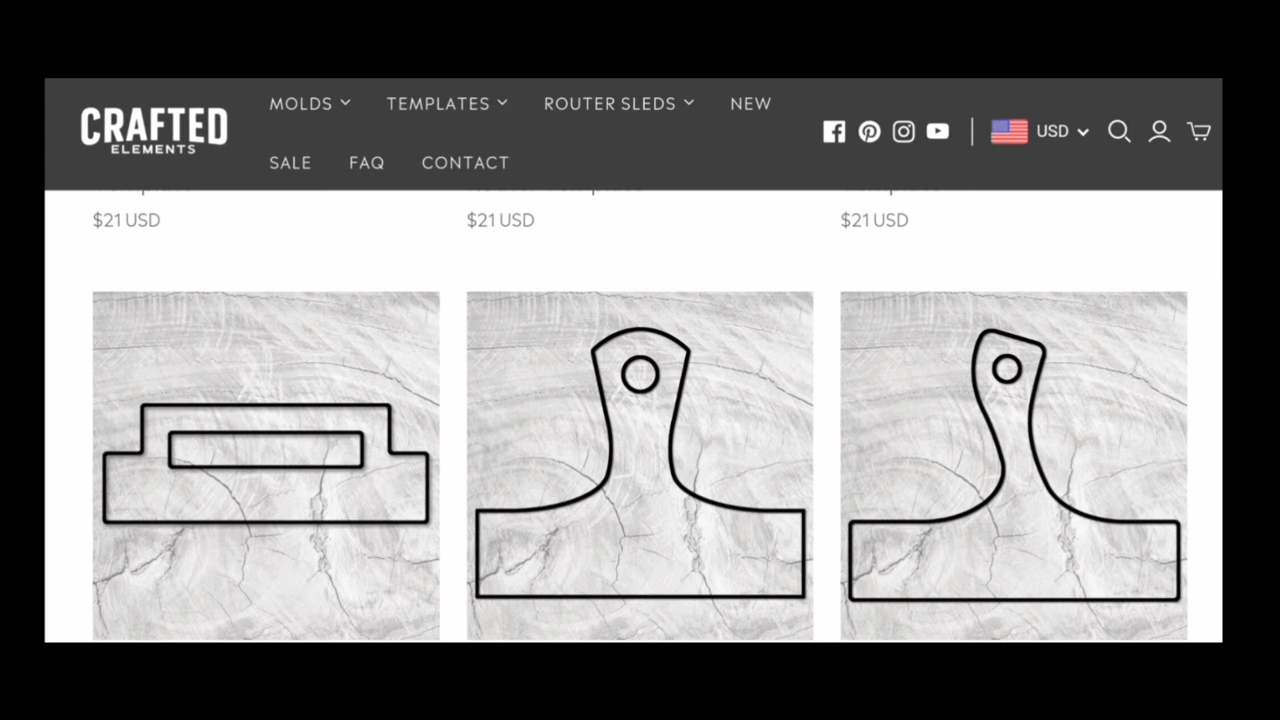 CRAFTED
ELEMENTS
MOLDS TEMPLATES ROUTER SLEDS NEW
SALE FAQ CONTACT
USD
$21 USD $21 USD $21 USD